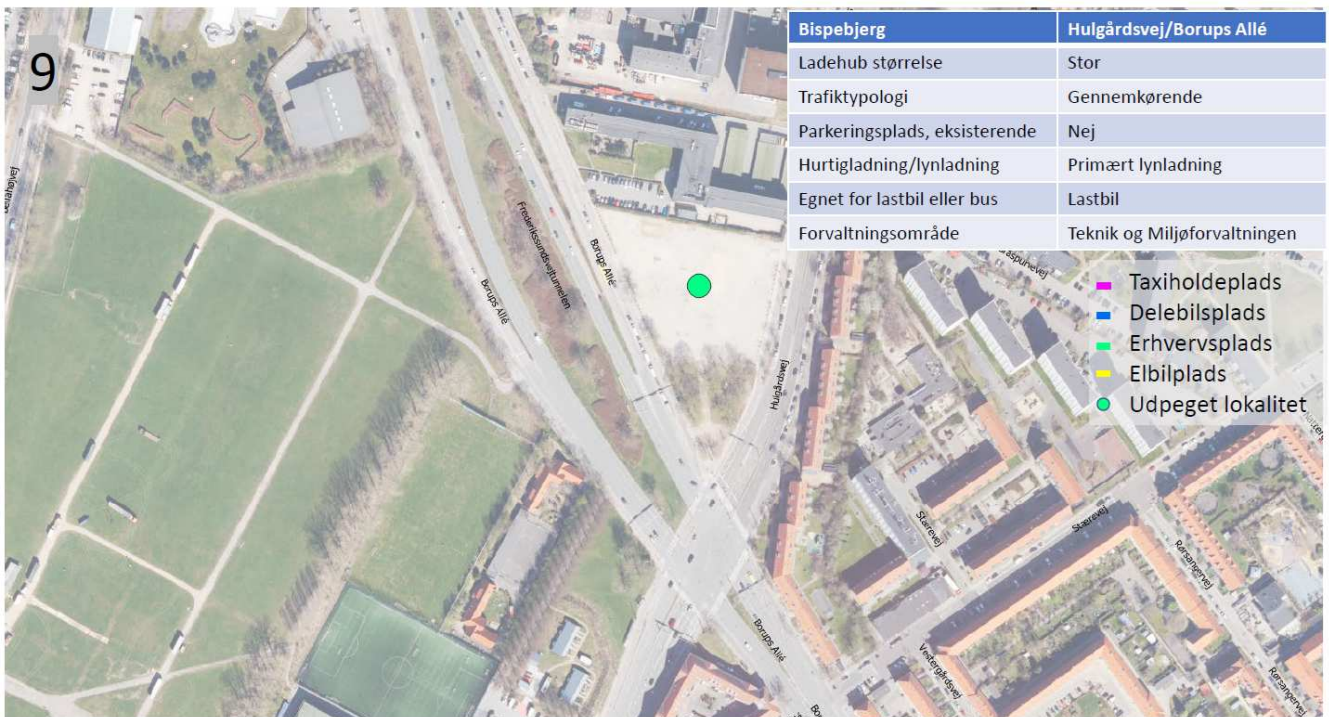 9
Bispebjerg Hulgårdsvej/Borups Allé
Ladehub størrelse Stor
Trafiktypologi Gennemkørende
Parkeringsplads, eksisterende Nej
Hurtigladning/lynladning Primært lynladning
Egnet for lastbil eller bus Lastbil
Forvaltningsområde Teknik og Miljøforvaltningen
Taxiholdeplads
Delebilsplads
Erhvervsplads
Elbilplads
Udpeget lokalitet
Frederikssundsvejtunnelen
Borups Allé
Borups Allé
Hulgårdsvej
Stærevej
Stærevej
Rørsangervej
Borups Allé
Vestergårdsvej
Rørsangervej